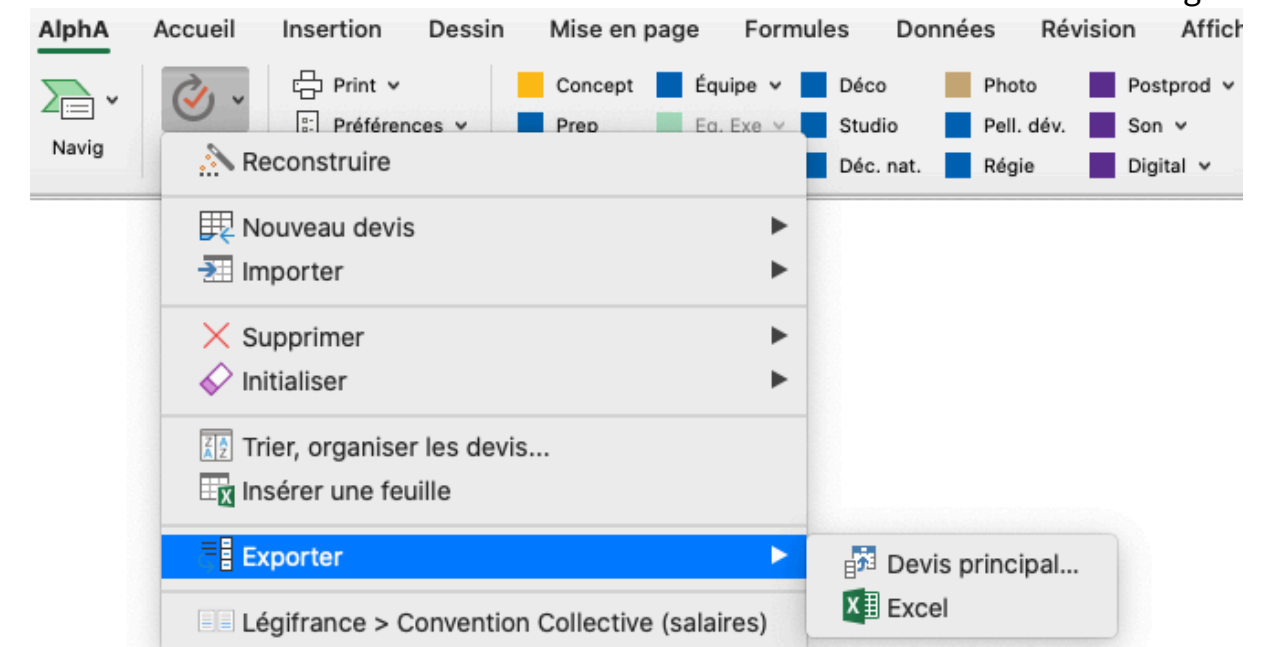 AlphA Accueil Insertion Dessin Mise en page Formules Données Révision Affich
Print Concept Équipe Déco Photo Postprod
Préférences Prep Eq. Exe Studio Pell. dév. Son
Navig Déc. nat. Régie Digital
Reconstruire
Nouveau devis
Importer
Supprimer
Initialiser
Trier, organiser les devis...
Insérer une feuille
Exporter
Devis principal...
Excel
Légifrance > Convention Collective (salaires)